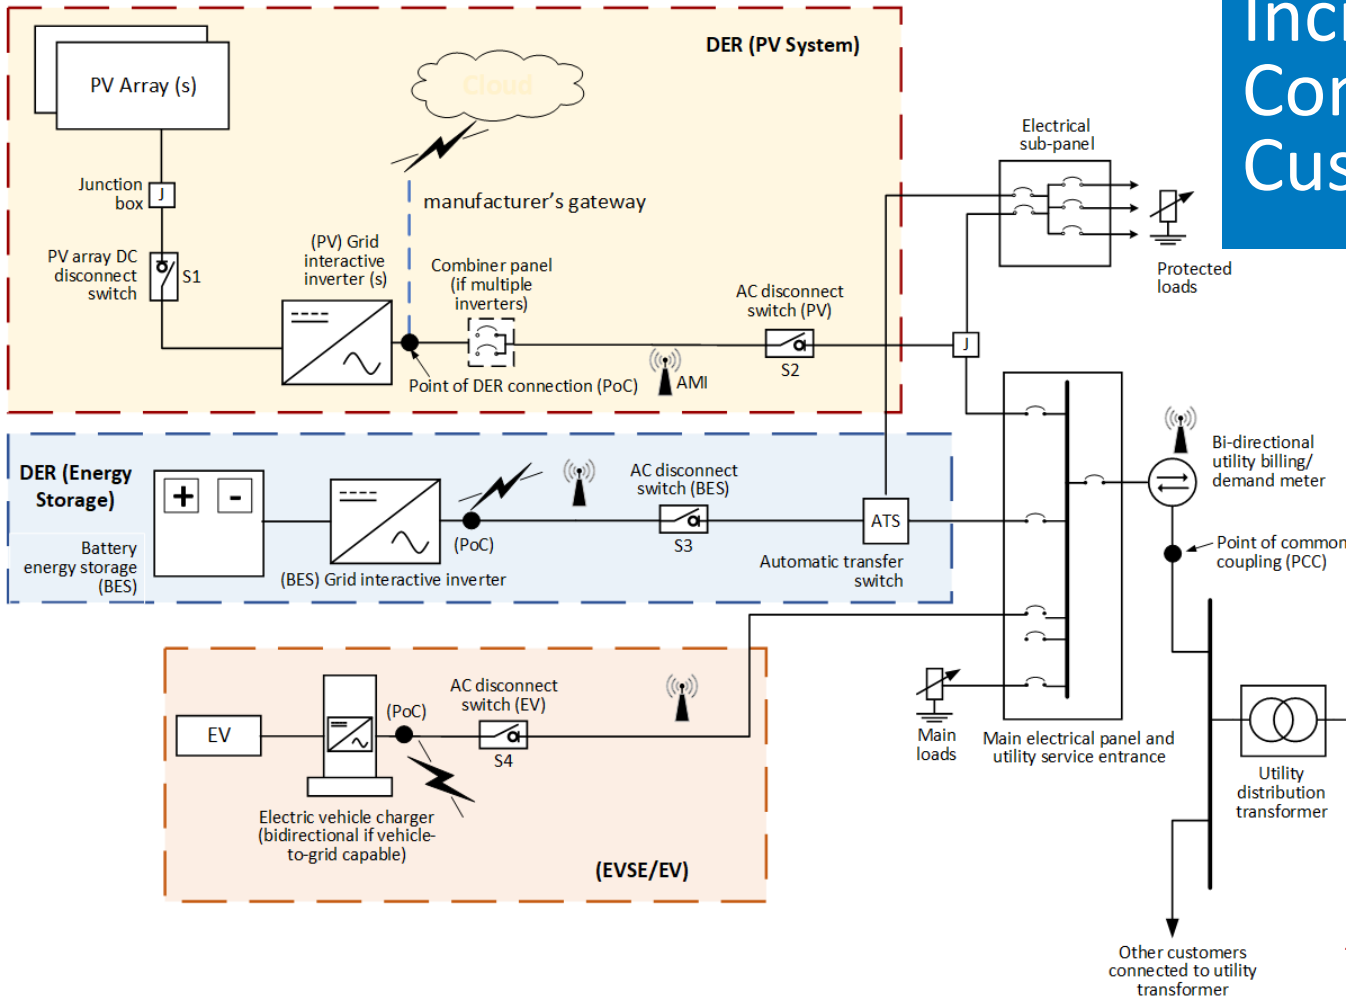 DER (PV System)
PV Array (s)
Cloud
Junction
box
J
manufacturer's gateway
PV array DC
disconnect
switch
S1
(PV) Grid
interactive
inverter (s)
Combiner panel
(if multiple
inverters)
AC disconnect
switch (PV)
S2
Point of DER connection (PoC)
AMI
Electrical
sub-panel
Protected
loads
J
DER (Energy
Storage)
+ -
Battery
energy storage
(BES)
(BES) Grid interactive inverter
(PoC)
AC disconnect
switch (BES)
S3
ATS
Automatic transfer
switch
Bi-directional
utility billing/
demand meter
Point of common
coupling (PCC)
EV
(PoC)
AC disconnect
switch (EV)
S4
Electric vehicle charger
(bidirectional if vehicle-
to-grid capable)
(EVSE/EV)
Main
loads
Main electrical panel and
utility service entrance
Utility
distribution
transformer
Other customers
connected to utility
transformer